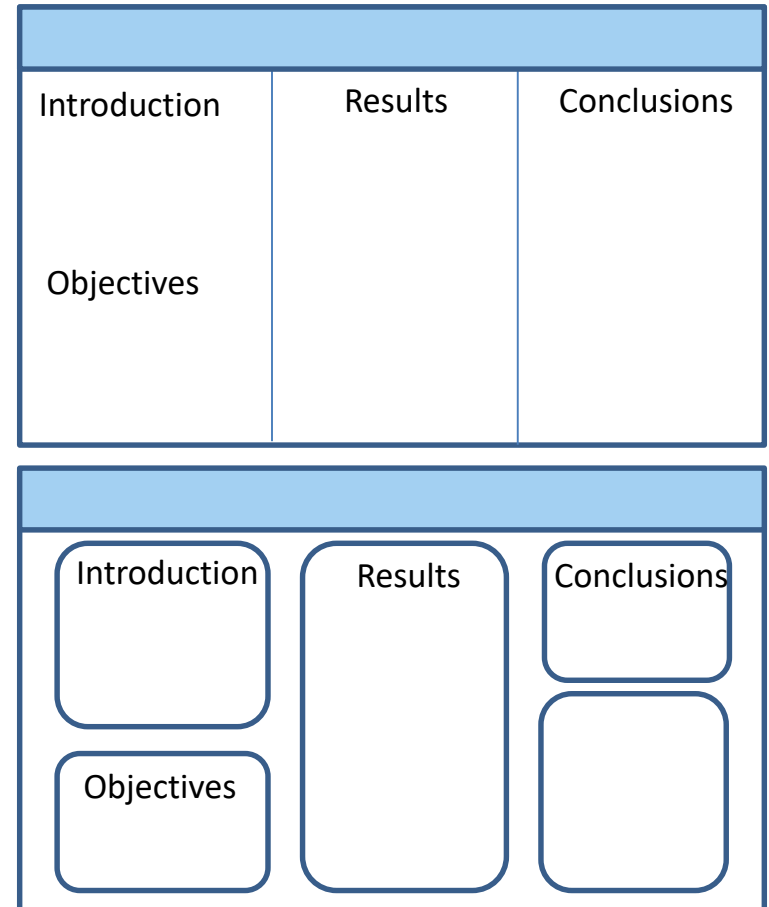 Introduction
Objectives
Results
Conclusions
Introduction
Objectives
Results
Conclusions